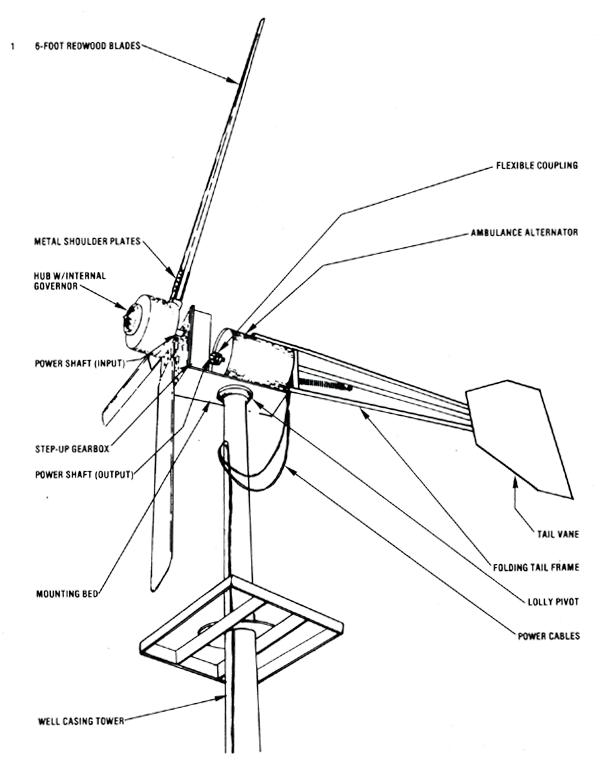 1 6-FOOT REDWOOD BLADES
FLEXIBLE COUPLING
AMBULANCE ALTERNATOR
METAL SHOULDER PLATES
HUB W/INTERNAL
GOVERNOR
POWER SHAFT (INPUT)
STEP-UP GEARBOX
POWER SHAFT (OUTPUT)
TAIL VANE
FOLDING TAIL FRAME
MOUNTING BED
LOLLY PIVOT
POWER CABLES
WELL CASING TOWER